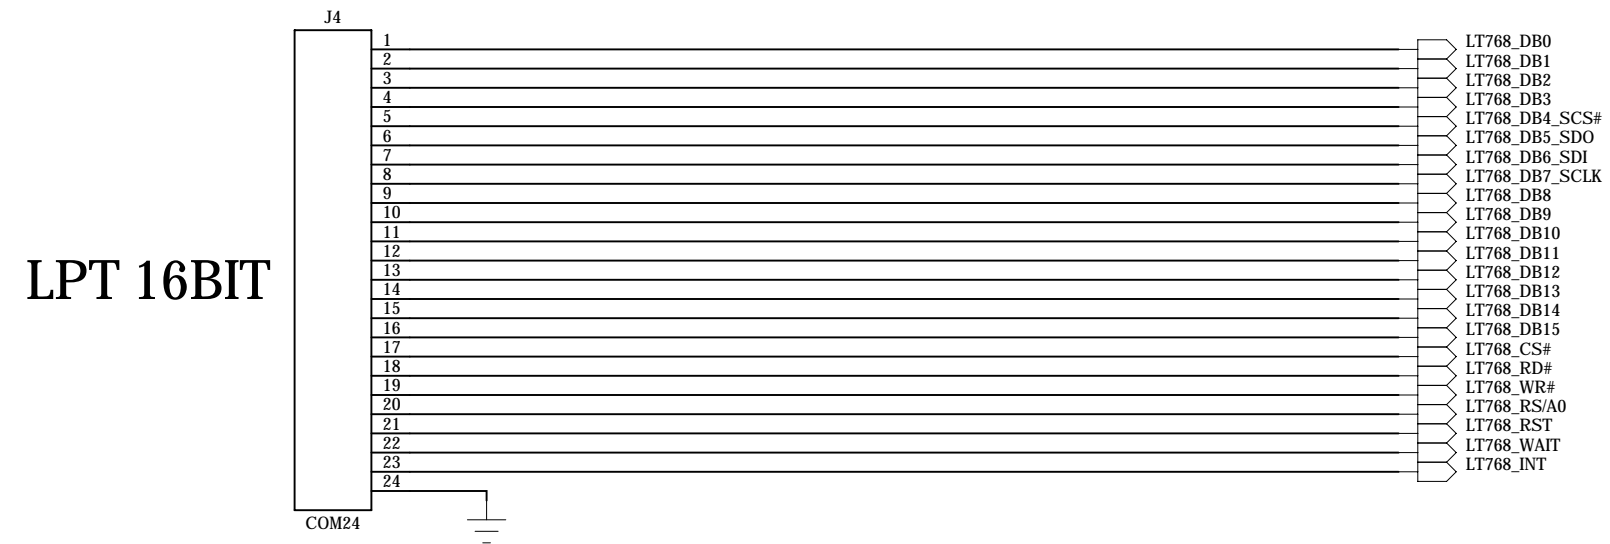 J4
1 LT768_DB0
2 LT768_DB1
3 LT768_DB2
4 LT768_DB3
5 LT768_DB4_SCS#
6 LT768_DB5_SDO
7 LT768_DB6_SDI
8 LT768_DB7_SCLK
9 LT768_DB8
10 LT768_DB9
11 LT768_DB10
12 LT768_DB11
LPT 16BIT
13 LT768_DB12
14 LT768_DB13
15 LT768_DB14
16 LT768_DB15
17 LT768_CS#
18 LT768_RD#
19 LT768_WR#
20 LT768_RS/A0
21 LT768_RST
22 LT768_WAIT
23 LT768_INT
24
COM24